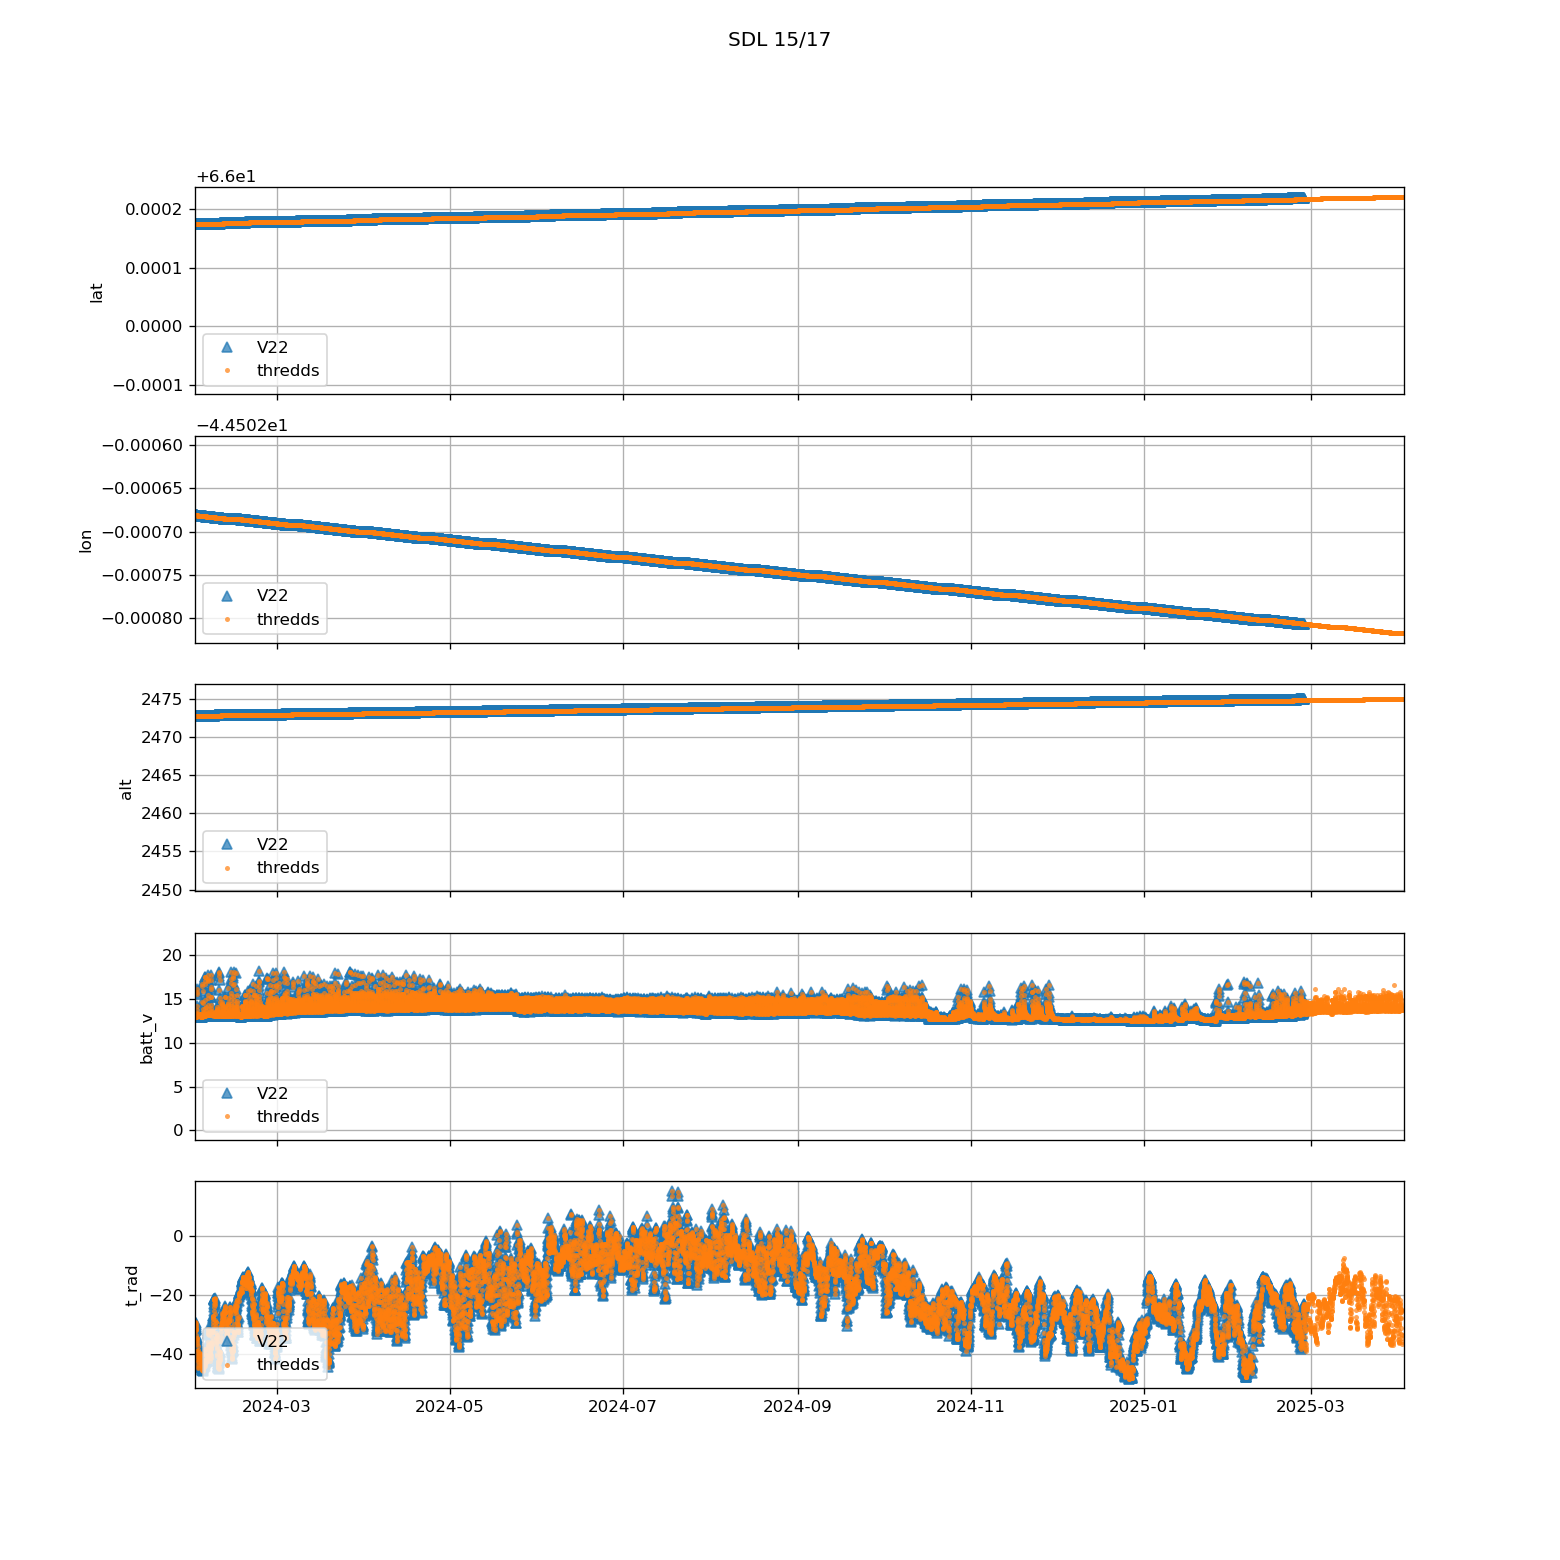 SDL 15/17
+6.6e1
0.0002
0.0001
0.0000
−0.0001
lat
V22
thredds
−4.4502e1
−0.00060
−0.00065
−0.00070
−0.00075
−0.00080
lon
V22
thredds
2475
2470
2465
2460
2455
2450
alt
V22
thredds
20
15
10
5
0
batt_v
V22
thredds
0
−20
−40
t_rad
V22
thredds
2024-03 2024-05 2024-07 2024-09 2024-11 2025-01 2025-03